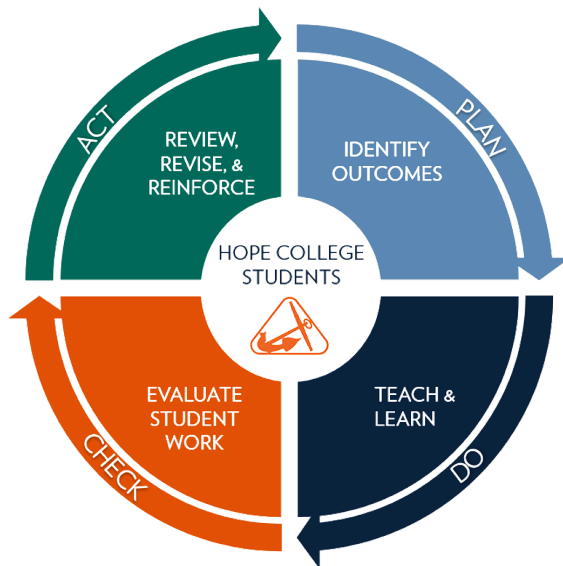 ACT
PLAN
REVIEW,
REVISE, &
REINFORCE
IDENTIFY
OUTCOMES
HOPE COLLEGE
STUDENTS
EVALUATE
STUDENT
WORK
TEACH &
LEARN
CHECK
DO